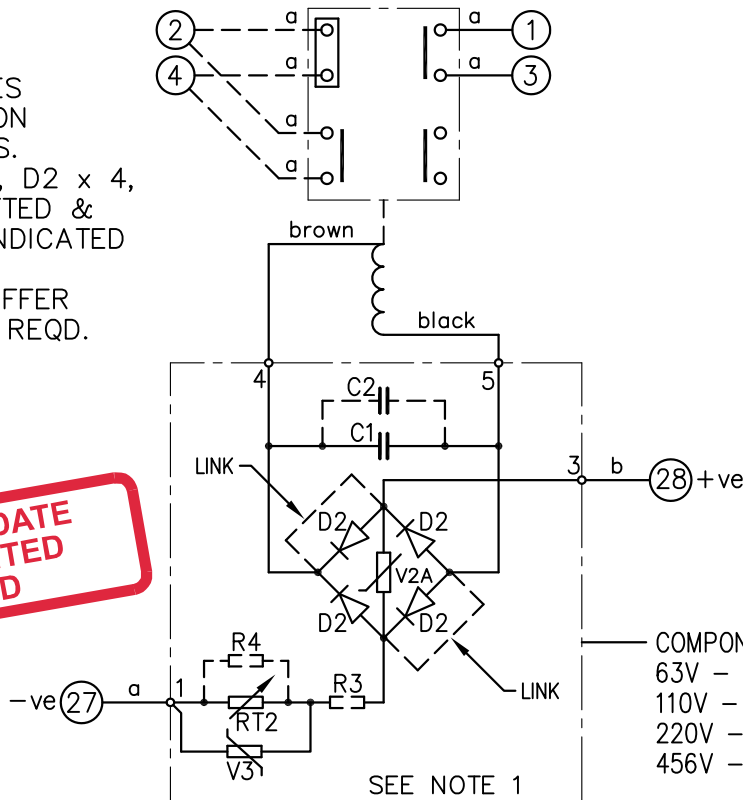 2
a
a
1
4
a
a
3
a
a
ES
ON
S.
, D2 x 4,
TED &
NDICATED
FFER
REQD.
brown
black
4
5
C2
C1
LINK
3
b
28
+ve
D2
D2
V2A
D2
D2
DATE
TED
D
R4
R3
LINK
-ve
27
a
1
RT2
V3
COMPON
63V -
110V -
220V -
456V -
SEE NOTE 1